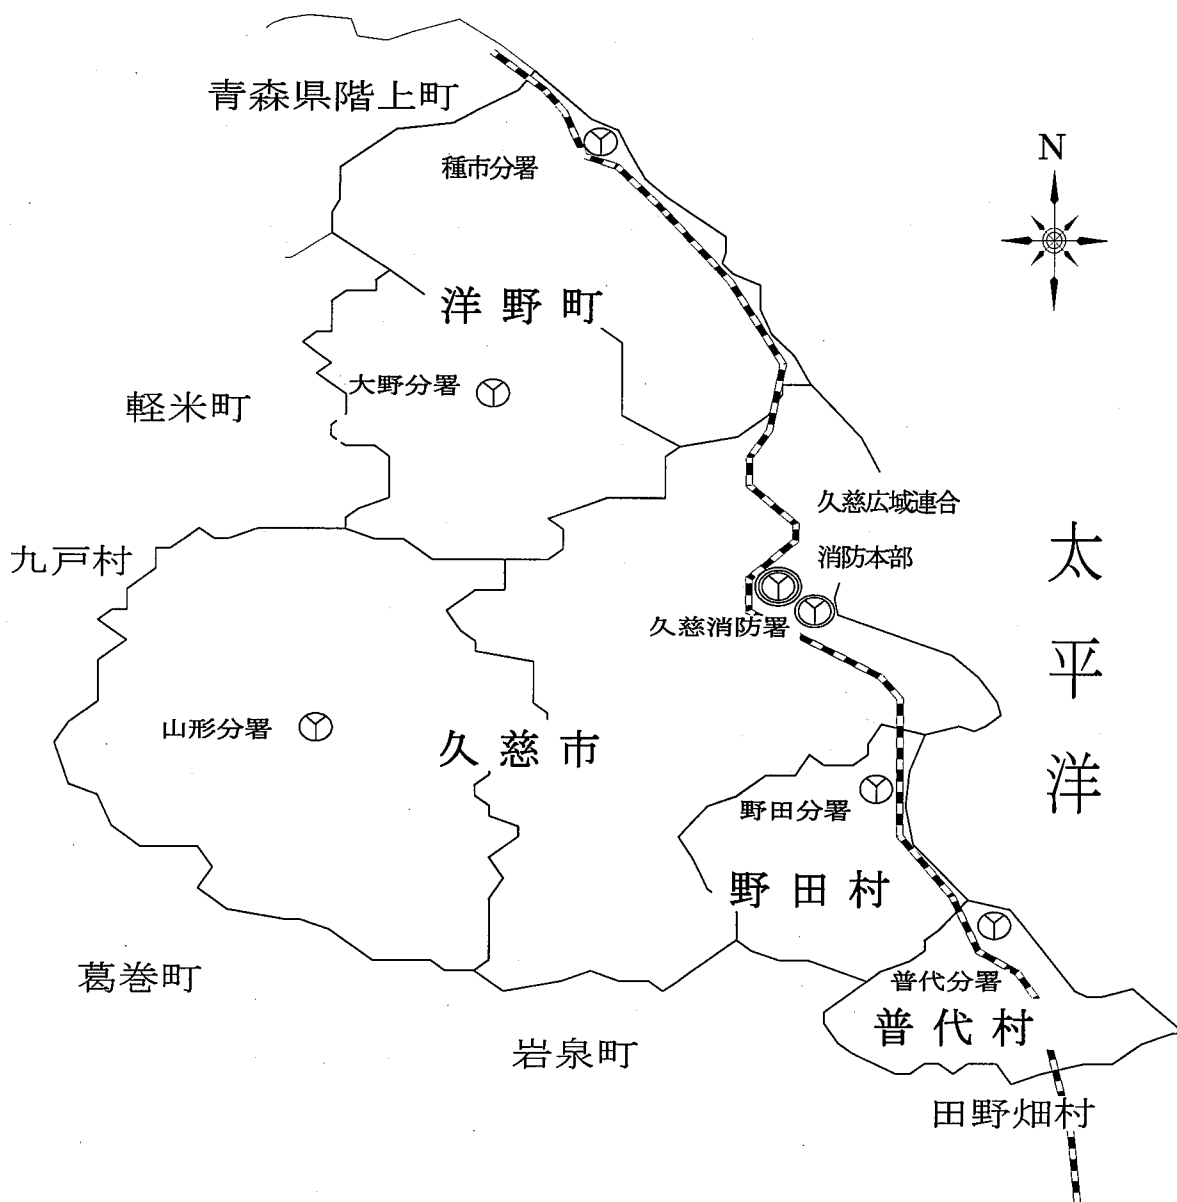 青森県階上町
N
種市分署
洋野町
大野分署
軽米町
久慈広域連合
消防本部
太平洋
九戸村
久慈消防署
山形分署
久慈市
野田分署
野田村
葛巻町
普代分署
普代村
岩泉町
田野畑村